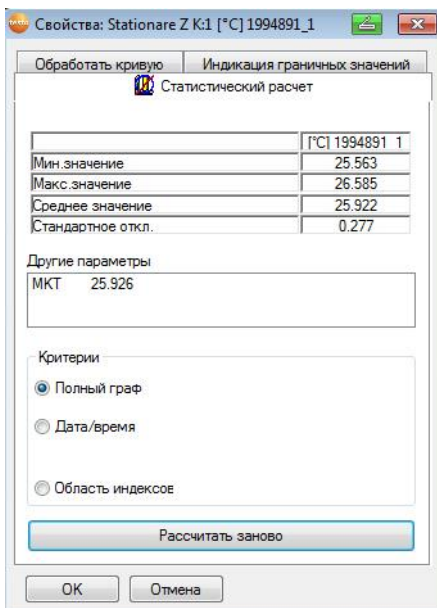 testo Свойства: Stationare Z K:1 [°C] 1994891_1
Обработать кривую Индикация граничных значений
Статистический расчет
[°C] 1994891 1
Мин.значение 25.563
Макс.значение 26.585
Среднее значение 25.922
Стандартное откл. 0.277
Другие параметры
МКТ 25.926
Критерии
Полный граф
Дата/время
Область индексов
Рассчитать заново
OK Отмена